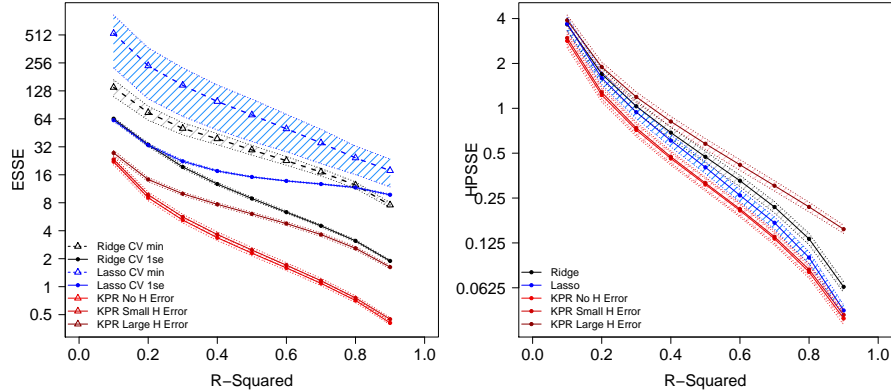 512
256
128
64
32
16
8
4
2
1
0.5
ESSE
Ridge CV min
Ridge CV 1se
Lasso CV min
Lasso CV 1se
KPR No H Error
KPR Small H Error
KPR Large H Error
0.0 0.2 0.4 0.6 0.8 1.0
R-Squared
4
2
1
0.5
0.25
0.125
0.0625
HPSSE
Ridge
Lasso
KPR No H Error
KPR Small H Error
KPR Large H Error
0.0 0.2 0.4 0.6 0.8 1.0
R-Squared